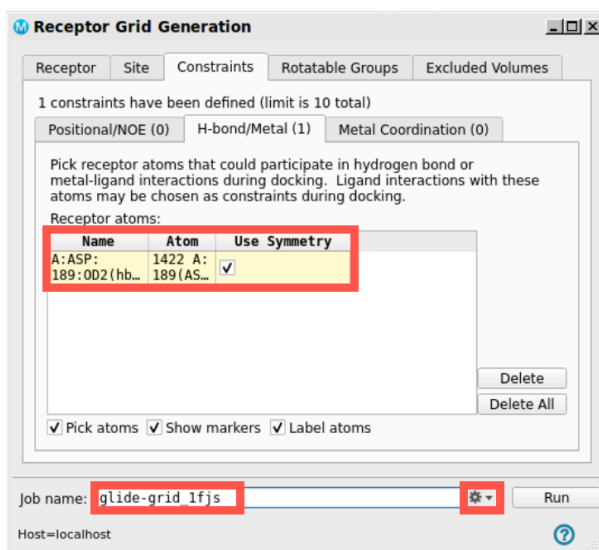 Receptor Grid Generation
Receptor Site Constraints Rotatable Groups Excluded Volumes
1 constraints have been defined (limit is 10 total)
Positional/NOE (0) H-bond/Metal (1) Metal Coordination (0)
Pick receptor atoms that could participate in hydrogen bond or
metal-ligand interactions during docking. Ligand interactions with these
atoms may be chosen as constraints during docking.
Receptor atoms:
Name Atom Use Symmetry
A:ASP: 1422 A:
189:OD2(hb… 189(AS…
Delete
Delete All
Pick atoms Show markers Label atoms
Job name: glide-grid_1fjs Run
Host=localhost